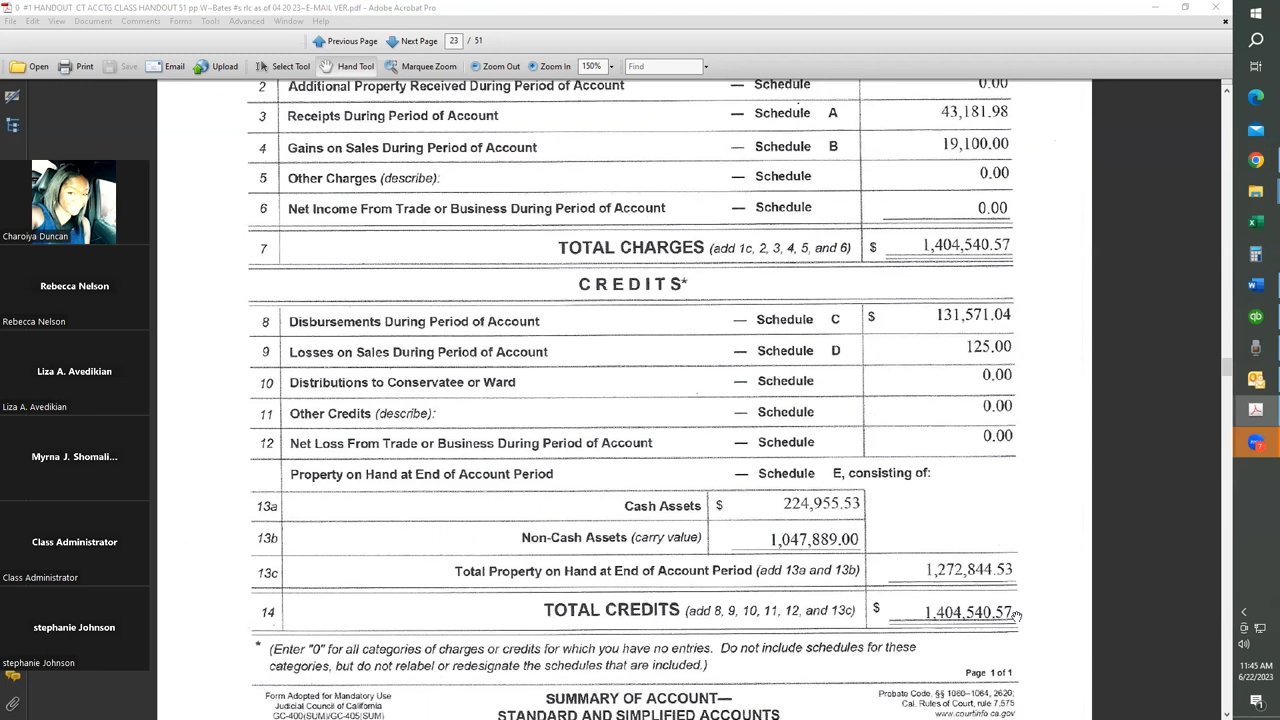 0 #1 HANDOUT CT ACCTG CLASS HANDOUT 51 pp W~Bates #s rlc as of 04 20 23~E-MAIL VER.pdf - Adobe Acrobat Pro
File Edit View Document Comments Forms Tools Advanced Window Help
Previous Page Next Page 23 / 51
Open Print Save Email Upload Select Tool Hand Tool Marquee Zoom Zoom Out Zoom In 150% Find
2 Additional Property Received During Period of Account — Schedule 0.00
3 Receipts During Period of Account — Schedule A 43,181.98
4 Gains on Sales During Period of Account — Schedule B 19,100.00
5 Other Charges (describe): — Schedule 0.00
6 Net Income From Trade or Business During Period of Account — Schedule 0.00
7 TOTAL CHARGES (add 1c, 2, 3, 4, 5, and 6) $ 1,404,540.57
CREDITS*
8 Disbursements During Period of Account — Schedule C $ 131,571.04
9 Losses on Sales During Period of Account — Schedule D 125.00
10 Distributions to Conservatee or Ward — Schedule 0.00
11 Other Credits (describe): — Schedule 0.00
12 Net Loss From Trade or Business During Period of Account — Schedule 0.00
Property on Hand at End of Account Period — Schedule E, consisting of:
13a Cash Assets $ 224,955.53
13b Non-Cash Assets (carry value) 1,047,889.00
13c Total Property on Hand at End of Account Period (add 13a and 13b) 1,272,844.53
14 TOTAL CREDITS (add 8, 9, 10, 11, 12, and 13c) $ 1,404,540.57
* (Enter "0" for all categories of charges or credits for which you have no entries. Do not include schedules for these
categories, but do not relabel or redesignate the schedules that are included.)
Page 1 of 1
Form Adopted for Mandatory Use
Judicial Council of California
GC-400(SUM)/GC-405(SUM)
SUMMARY OF ACCOUNT—
STANDARD AND SIMPLIFIED ACCOUNTS
Probate Code, §§ 1060–1064, 2620;
Cal. Rules of Court, rule 7.575
www.courtinfo.ca.gov
Charoiya Duncan
Rebecca Nelson
Rebecca Nelson
Liza A. Avedikian
Liza A. Avedikian
Myrna J. Shomali...
Class Administrator
Class Administrator
stephanie Johnson
stephanie Johnson
11:45 AM
6/22/2023